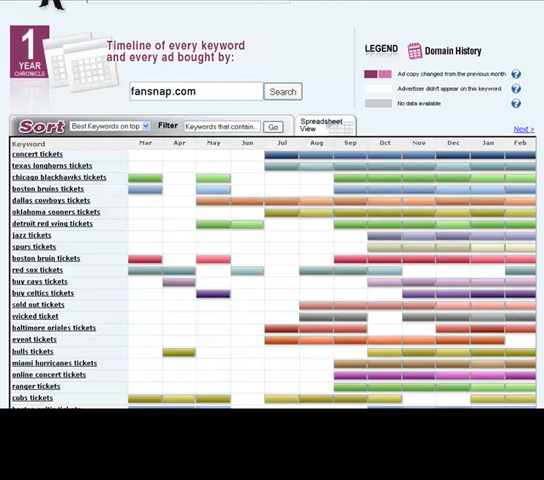 1
YEAR
CHRONICLE
Timeline of every keyword
and every ad bought by:
fansnap.com
Search
LEGEND
Domain History
Ad copy changed from the previous month
Advertiser didn't appear on this keyword
No data available
Sort
Best Keywords on top
Filter
Keywords that contain...
Go
Spreadsheet
View
Next >
Keyword Mar Apr May Jun Jul Aug Sep Oct Nov Dec Jan Feb
concert tickets
texas longhorns tickets
chicago blackhawks tickets
boston bruins tickets
dallas cowboys tickets
oklahoma sooners tickets
detroit red wing tickets
jazz tickets
spurs tickets
boston bruin tickets
red sox tickets
buy cavs tickets
buy celtics tickets
sold out tickets
wicked ticket
baltimore orioles tickets
event tickets
bulls tickets
miami hurricanes tickets
online concert tickets
ranger tickets
cubs tickets